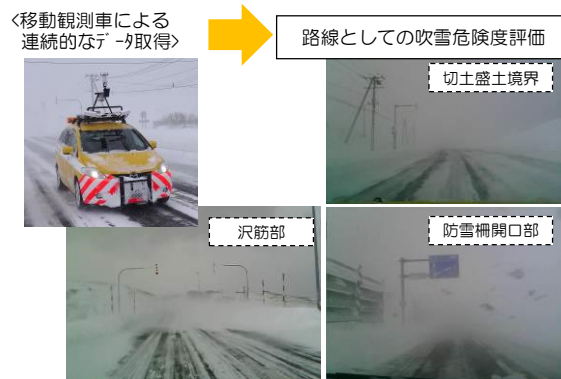 <移動観測車による
連続的なデータ取得>
路線としての吹雪危険度評価
切土盛土境界
沢筋部
防雪柵開口部